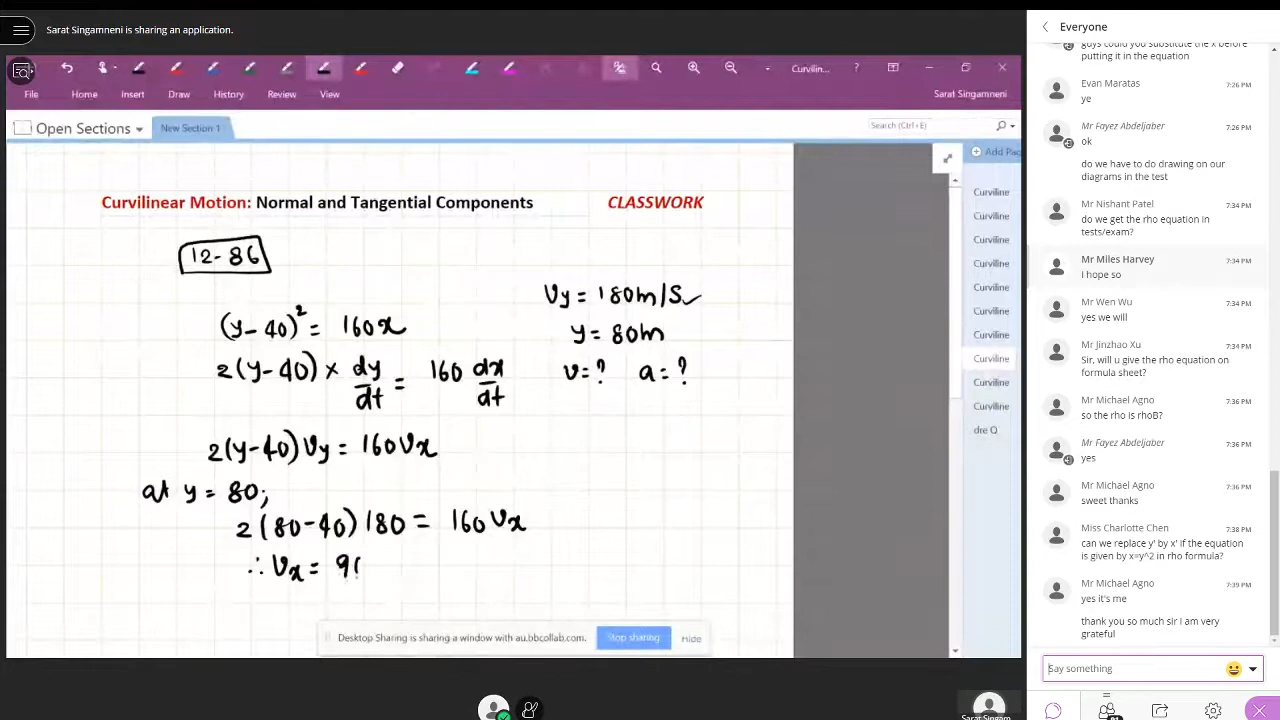 Sarat Singamneni is sharing an application.
Curvilin...
File Home Insert Draw History Review View
Sarat Singamneni
Open Sections
New Section 1
Search (Ctrl+E)
Add Pag
Curvilinear Motion: Normal and Tangential Components CLASSWORK
12-86
(y-40)² = 160x
2(y-40) × dy/dt = 160 dx/dt
2(y-40)Vy = 160Vx
at y = 80;
2(80-40)180 = 160Vx
∴ Vx = 9
Vy = 180m/s
y = 80m
v = ? a = ?
Curviline
Curviline
Curviline
Curviline
Curviline
Curviline
Curviline
Curviline
Curviline
Curviline
dre Q
Desktop Sharing is sharing a window with au.bbcollab.com. Stop sharing Hide
Everyone
guys could you substitute the x before
putting it in the equation
Evan Maratas 7:26 PM
ye
Mr Fayez Abdeljaber 7:26 PM
ok
do we have to do drawing on our
diagrams in the test
Mr Nishant Patel 7:34 PM
do we get the rho equation in
tests/exam?
Mr Miles Harvey 7:34 PM
I hope so
Mr Wen Wu 7:34 PM
yes we will
Mr Jinzhao Xu 7:34 PM
Sir, will u give the rho equation on
formula sheet?
Mr Michael Agno 7:36 PM
so the rho is rhoB?
Mr Fayez Abdeljaber 7:36 PM
yes
Mr Michael Agno 7:36 PM
sweet thanks
Miss Charlotte Chen 7:38 PM
can we replace y' by x' if the equation
is given by x=y^2 in rho formula?
Mr Michael Agno 7:39 PM
yes it's me
thank you so much sir I am very
grateful
Say something
Sarat Singam